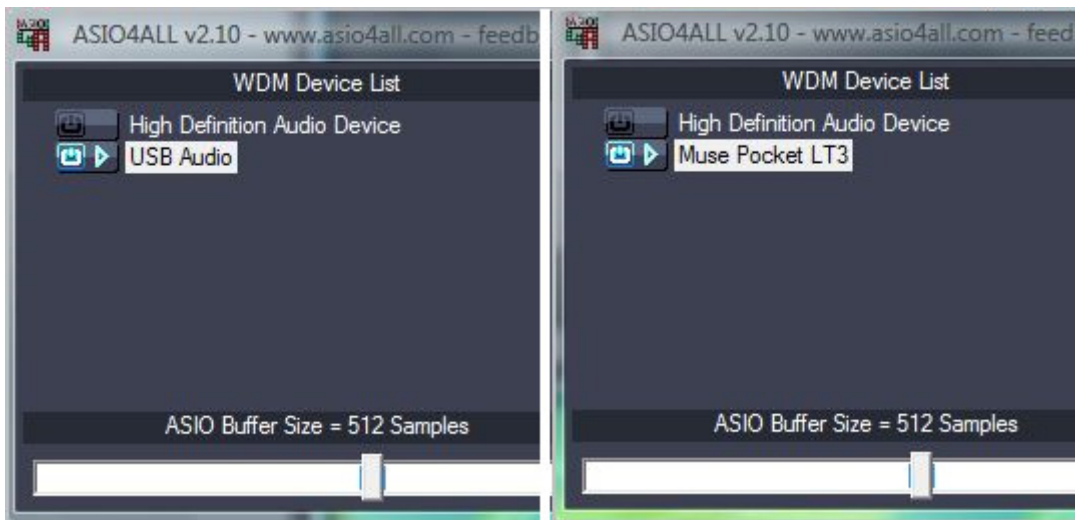 ASIO4ALL v2.10 - www.asio4all.com - feedb
WDM Device List
High Definition Audio Device
USB Audio
ASIO Buffer Size = 512 Samples
ASIO4ALL v2.10 - www.asio4all.com - feed
WDM Device List
High Definition Audio Device
Muse Pocket LT3
ASIO Buffer Size = 512 Samples